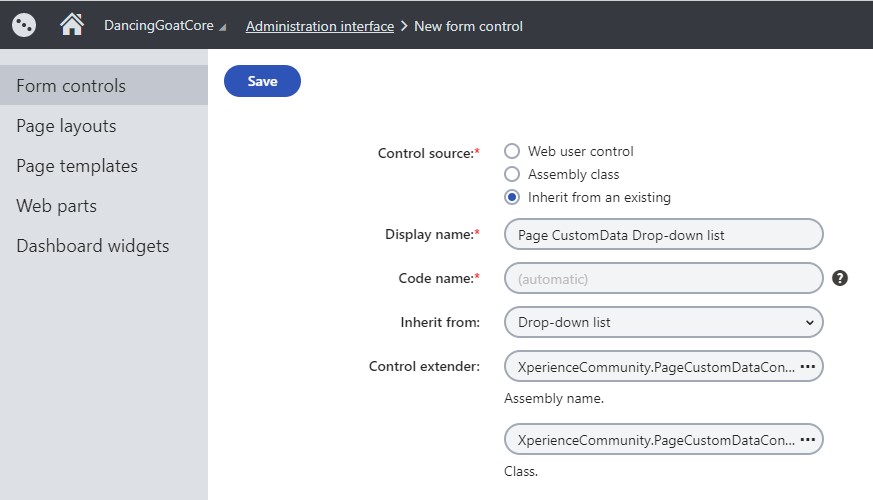 DancingGoatCore Administration interface > New form control
Form controls
Page layouts
Page templates
Web parts
Dashboard widgets
Save
Control source:*
Web user control
Assembly class
Inherit from an existing
Display name:* Page CustomData Drop-down list
Code name:* (automatic) ?
Inherit from: Drop-down list
Control extender: XperienceCommunity.PageCustomDataCon... •••
Assembly name.
XperienceCommunity.PageCustomDataCon... •••
Class.